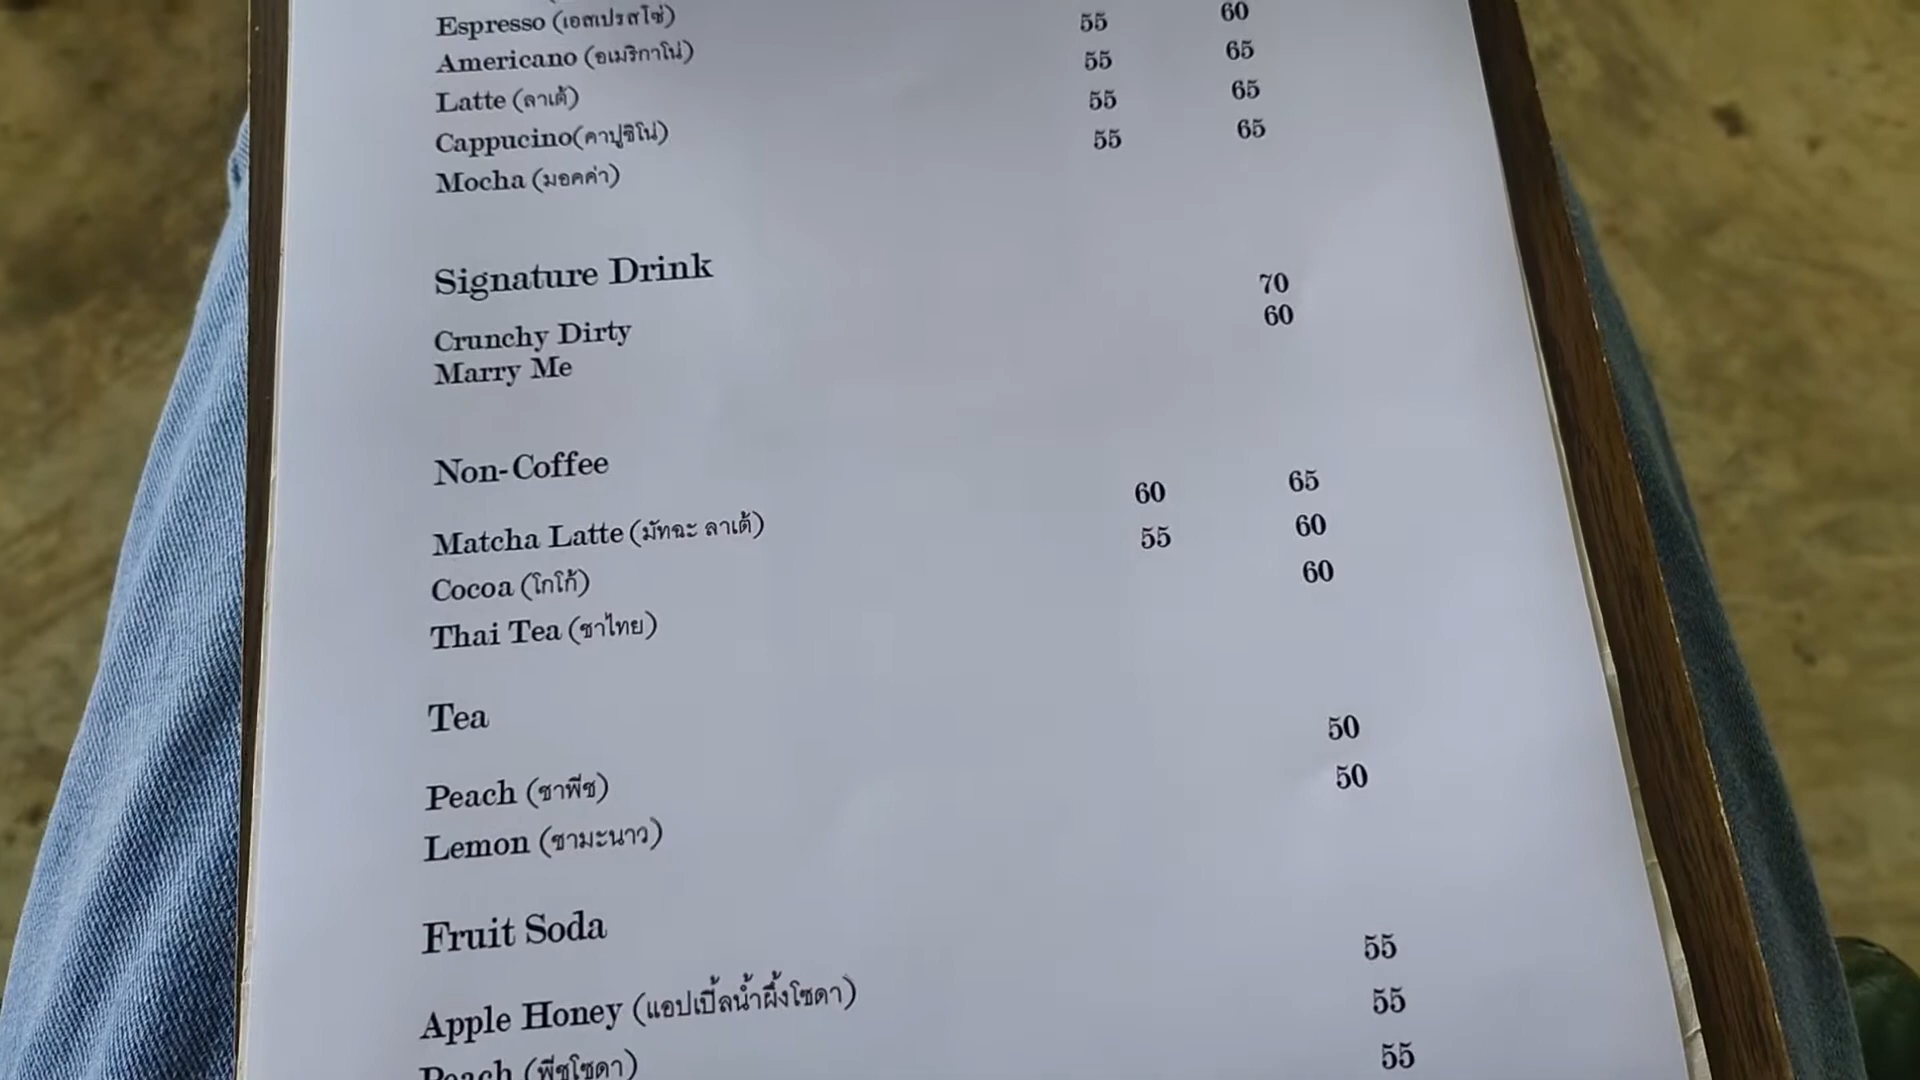 Espresso (เอสเปรสโซ่)
Americano (อเมริกาโน่) 55 60
Latte (ลาเต้) 55 65
Cappucino(คาปูชิโน่) 55 65
Mocha (มอคค่า) 55 65
Signature Drink
Crunchy Dirty 70
Marry Me 60
Non-Coffee
Matcha Latte (มัทฉะ ลาเต้) 60 65
Cocoa (โกโก้) 55 60
Thai Tea (ชาไทย) 60
Tea
Peach (ชาพีช) 50
Lemon (ชามะนาว) 50
Fruit Soda
Apple Honey (แอปเปิ้ลน้ำผึ้งโซดา) 55
Peach (พีชโซดา) 55
55